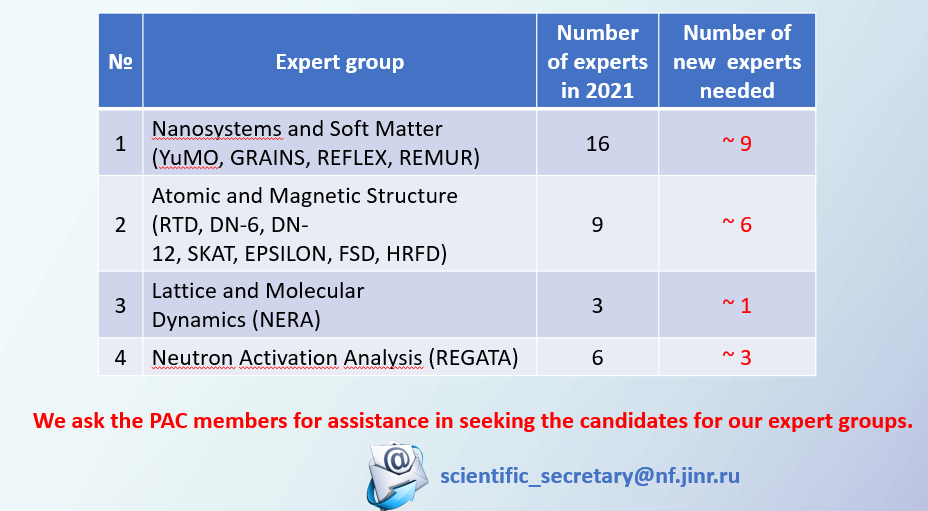 №
Expert group
Number
of experts
in 2021
Number of
new experts
needed
1
Nanosystems and Soft Matter
(YuMO, GRAINS, REFLEX, REMUR)
16
~ 9
2
Atomic and Magnetic Structure
(RTD, DN-6, DN-
12, SKAT, EPSILON, FSD, HRFD)
9
~ 6
3
Lattice and Molecular
Dynamics (NERA)
3
~ 1
4
Neutron Activation Analysis (REGATA)
6
~ 3
We ask the PAC members for assistance in seeking the candidates for our expert groups.
@
scientific_secretary@nf.jinr.ru